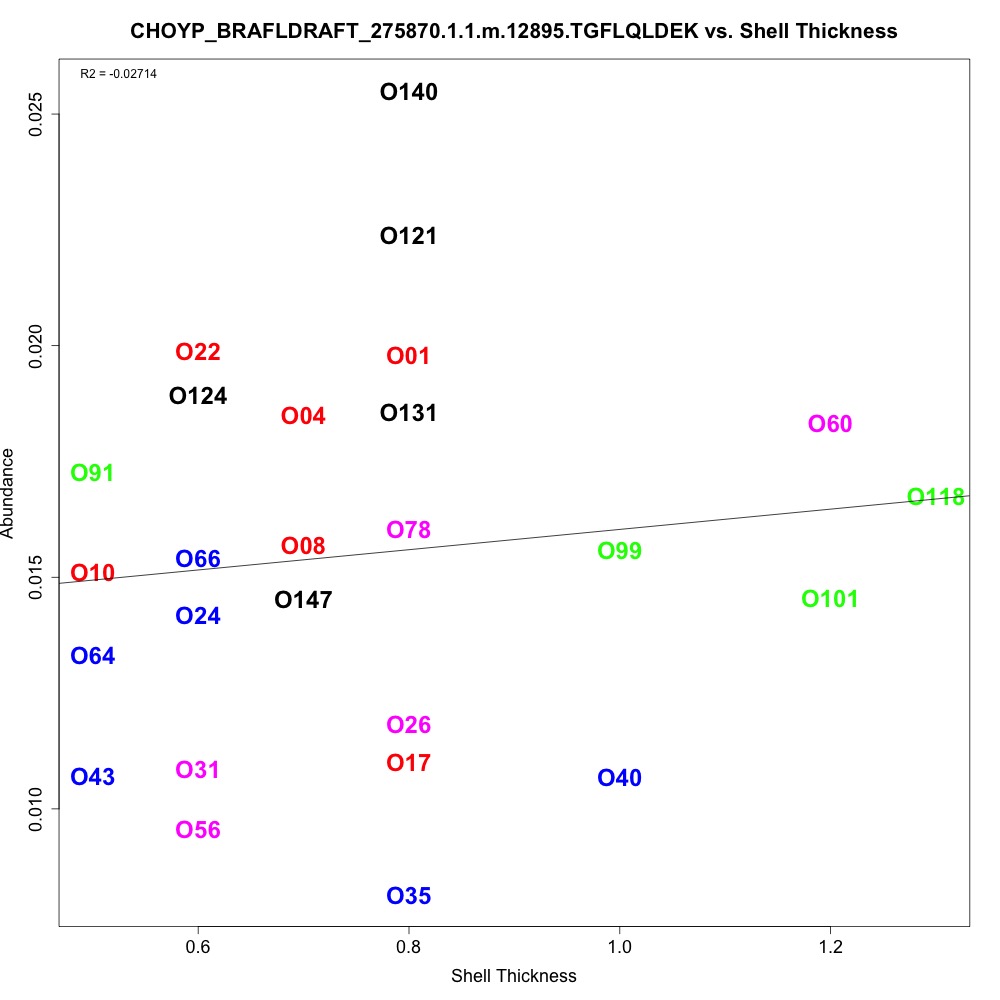 CHOYP_BRAFLDRAFT_275870.1.1.m.12895.TGFLQLDEK vs. Shell Thickness
R2 = -0.02714
O140
O121
O22
O01
O124
O04
O131
O60
O91
O118
O78
O08
O99
O66
O10
O147
O101
O24
O64
O26
O17
O31
O43
O40
O56
O35
0.025
0.020
0.015
0.010
Abundance
0.6 0.8 1.0 1.2
Shell Thickness